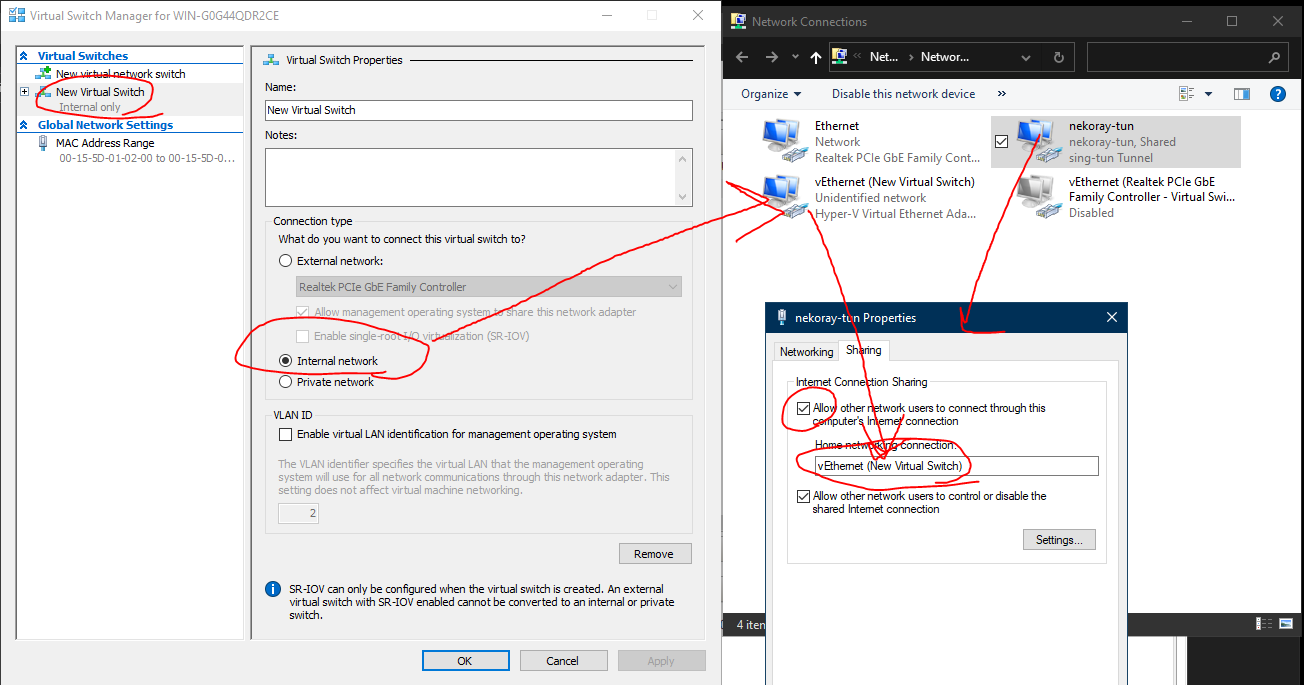 Virtual Switch Manager for WIN-G0G44QDR2CE
Virtual Switches
New virtual network switch
New Virtual Switch
Internal only
Global Network Settings
MAC Address Range
00-15-5D-01-02-00 to 00-15-5D-0...
Virtual Switch Properties
Name:
New Virtual Switch
Notes:
Connection type
What do you want to connect this virtual switch to?
External network:
Realtek PCIe GbE Family Controller
Allow management operating system to share this network adapter
Enable single-root I/O virtualization (SR-IOV)
Internal network
Private network
VLAN ID
Enable virtual LAN identification for management operating system
The VLAN identifier specifies the virtual LAN that the management operating
system will use for all network communications through this network adapter. This
setting does not affect virtual machine networking.
2
Remove
SR-IOV can only be configured when the virtual switch is created. An external
virtual switch with SR-IOV enabled cannot be converted to an internal or private
switch.
OK
Cancel
Apply
Network Connections
Net...
Networ...
Organize
Disable this network device
»
Ethernet
Network
Realtek PCIe GbE Family Cont...
nekoray-tun
nekoray-tun, Shared
sing-tun Tunnel
vEthernet (New Virtual Switch)
Unidentified network
Hyper-V Virtual Ethernet Ada...
vEthernet (Realtek PCIe GbE
Family Controller - Virtual Swi...
Disabled
nekoray-tun Properties
Networking
Sharing
Internet Connection Sharing
Allow other network users to connect through this
computer's Internet connection
Home networking connection:
vEthernet (New Virtual Switch)
Allow other network users to control or disable the
shared Internet connection
Settings...
4 iten